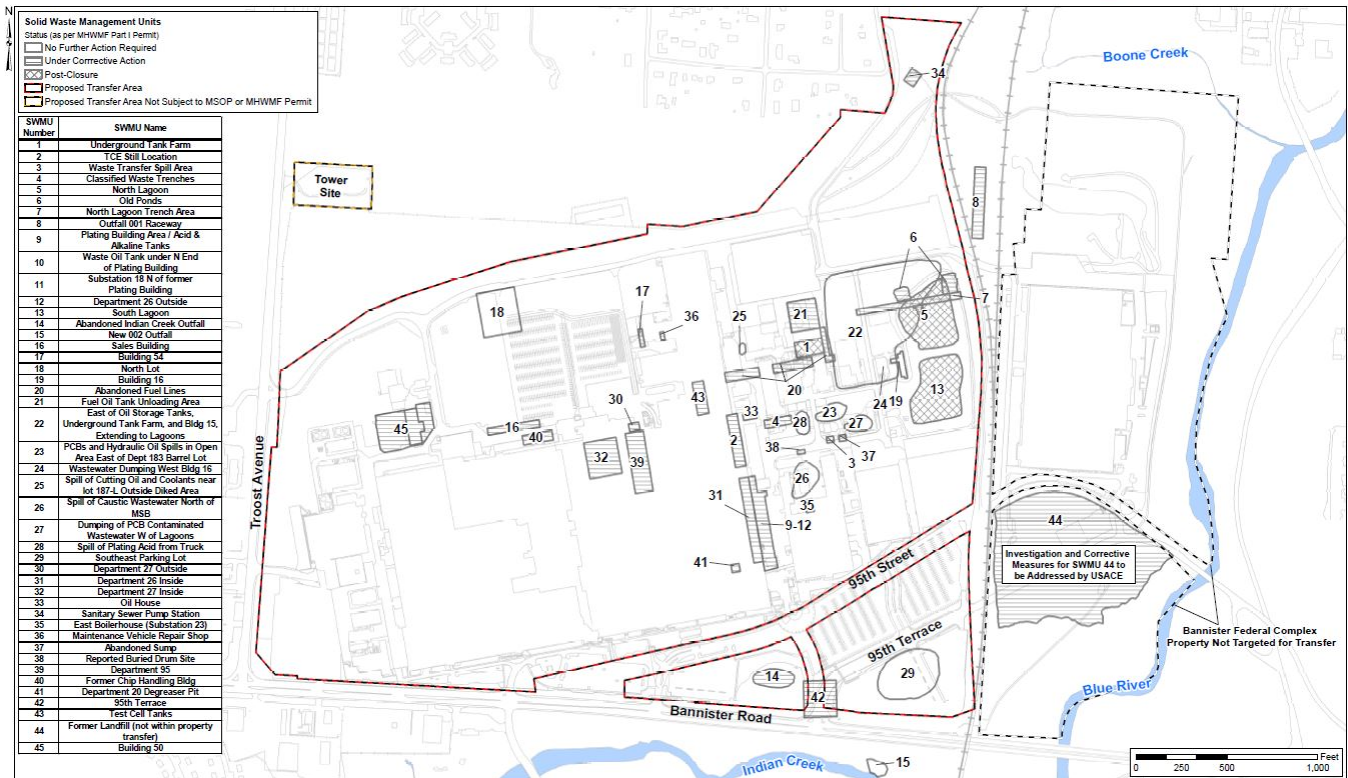 N
Solid Waste Management Units
Status (as per MHWMF Part I Permit)
No Further Action Required
Under Corrrective Action
Post-Closure
Proposed Transfer Area
Proposed Transfer Area Not Subject to MSOP or MHWMF Permit
SWMU
Number
SWMU Name
1 Underground Tank Farm
2 TCE Still Location
3 Waste Transfer Spill Area
4 Classified Waste Trenches
5 North Lagoon
6 Old Ponds
7 North Lagoon Trench Area
8 Outfall 001 Raceway
9 Plating Building Area / Acid &
Alkaline Tanks
10 Waste Oil Tank under N End
of Plating Building
11 Substation 18 N of former
Plating Building
12 Department 26 Outside
13 South Lagoon
14 Abandoned Indian Creek Outfall
15 New 002 Outfall
16 Sales Building
17 Building 54
18 North Lot
19 Building 16
20 Abandoned Fuel Lines
21 Fuel Oil Tank Unloading Area
22 East of Oil Storage Tanks,
Underground Tank Farm, and Bldg 15,
Extending to Lagoons
23 PCBs and Hydraulic Oil Spills in Open
Area East of Dept 183 Barrel Lot
24 Wastewater Dumping West Bldg 16
25 Spill of Cutting Oil and Coolants near
lot 187-L Outside Diked Area
26 Spill of Caustic Wastewater North of
MSB
27 Dumping of PCB Contaminated
Wastewater W of Lagoons
28 Spill of Plating Acid from Truck
29 Southeast Parking Lot
30 Department 27 Outside
31 Department 26 Inside
32 Department 27 Inside
33 Oil House
34 Sanitary Sewer Pump Station
35 East Boilerhouse (Substation 23)
36 Maintenance Vehicle Repair Shop
37 Abandoned Sump
38 Reported Buried Drum Site
39 Department 95
40 Former Chip Handling Bldg
41 Department 20 Degreaser Pit
42 95th Terrace
43 Test Cell Tanks
44 Former Landfill (not within property
transfer)
45 Building 50
Boone Creek
34
Tower
Site
8
6
7
17
36
25
21
22
5
18
1
20
43
13
24
19
30
33
4
28
23
27
45
16
40
2
32
39
38
3
37
26
31
35
9-12
41
44
Investigation and Corrective
Measures for SWMU 44 to
be Addressed by USACE
Troost Avenue
95th Street
95th Terrace
Bannister Federal Complex
Property Not Targeted for Transfer
14
42
29
Blue River
Bannister Road
Indian Creek
15
Feet
0 250 500 1,000